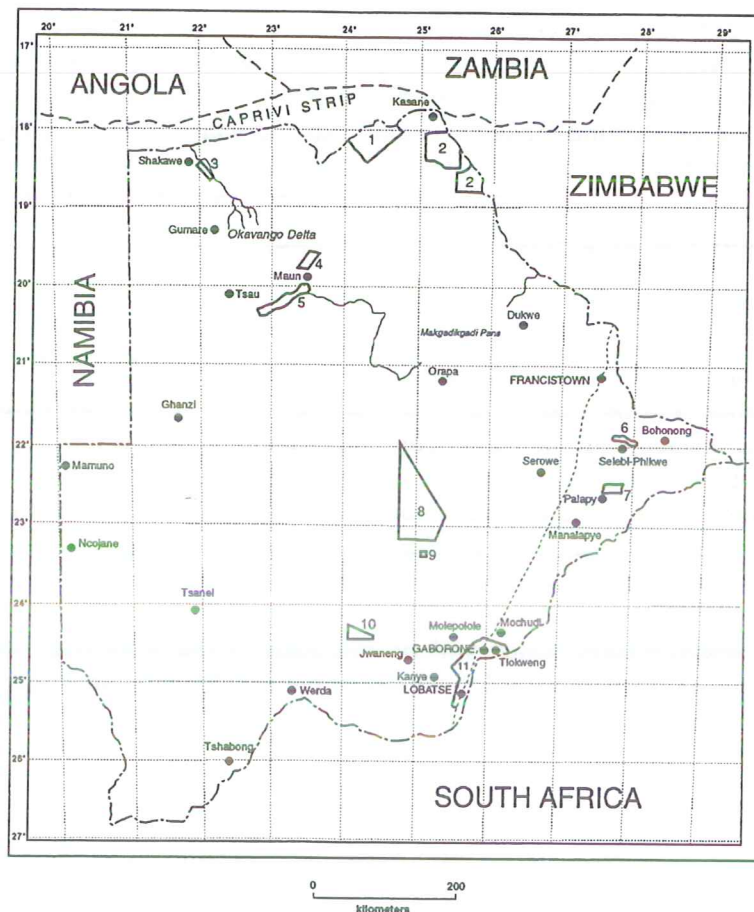 20° 21° 22° 23° 24° 25° 26° 27° 28° 29°
17°
ANGOLA
ZAMBIA
CAPRIVI STRIP
Kasane
18°
1
2
Shakawe
3
2
ZIMBABWE
19°
Gumare
Okavango Delta
4
Maun
20°
Tsau
5
NAMIBIA
Dukwe
Makgadikgadi Pans
21°
Orapa
FRANCISTOWN
Ghanzi
6
Bohonong
22°
Mamuno
Serowe
Selebi-Phikwe
Palapy
7
8
Manalapye
23°
Ncojane
9
24°
Tsanel
10
Molepolole
Mochudi
Jwaneng
GABORONE
Tlokweng
Kanye
11
25°
Werda
LOBATSE
Tshabong
26°
SOUTH AFRICA
27°
0 200
kilometers